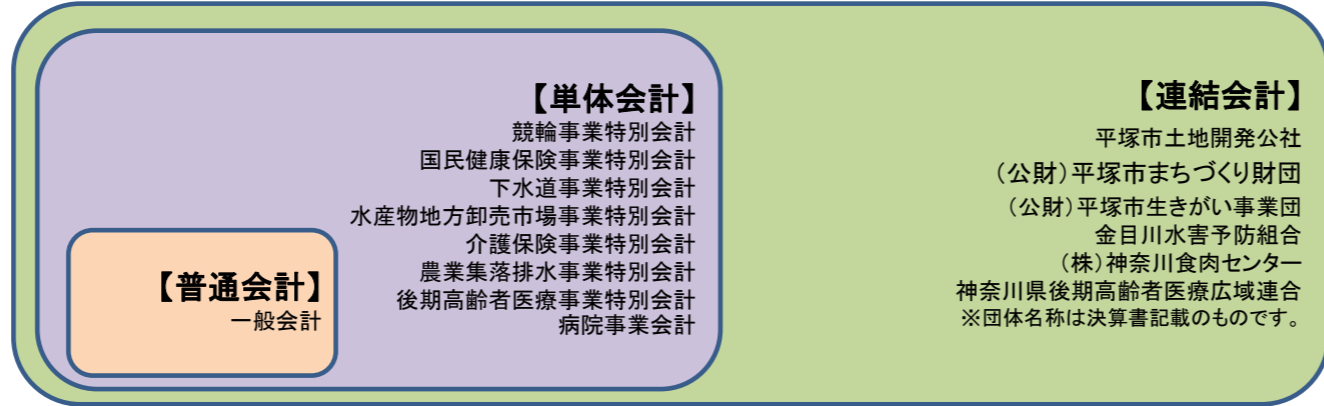 【普通会計】
一般会計
【単体会計】
競輪事業特別会計
国民健康保険事業特別会計
下水道事業特別会計
水産物地方卸売市場事業特別会計
介護保険事業特別会計
農業集落排水事業特別会計
後期高齢者医療事業特別会計
病院事業会計
【連結会計】
平塚市土地開発公社
（公財）平塚市まちづくり財団
（公財）平塚市生きがい事業団
金目川水害予防組合
（株）神奈川食肉センター
神奈川県後期高齢者医療広域連合
※団体名称は決算書記載のものです。